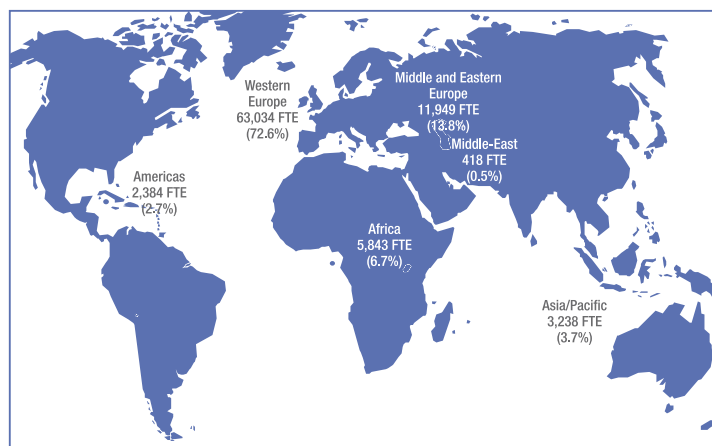 Western
Europe
63,034 FTE
(72.6%)
Middle and Eastern
Europe
11,949 FTE
(13.8%)
Middle-East
418 FTE
(0.5%)
Americas
2,384 FTE
(2.7%)
Africa
5,843 FTE
(6.7%)
Asia/Pacific
3,238 FTE
(3.7%)